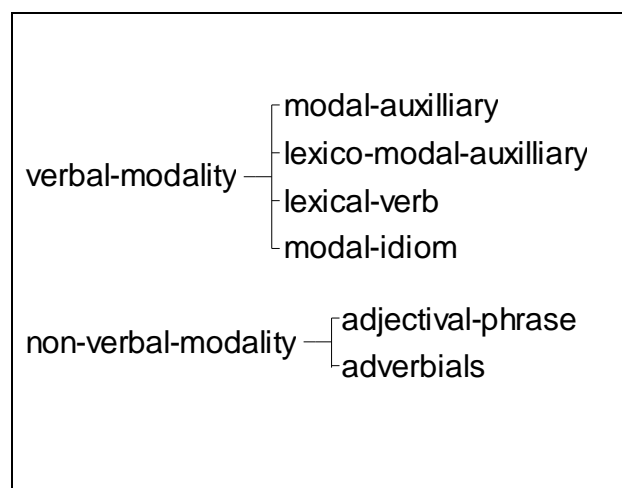 modal-auxilliary
lexico-modal-auxilliary
verbal-modality
lexical-verb
modal-idiom
adjectival-phrase
non-verbal-modality
adverbials